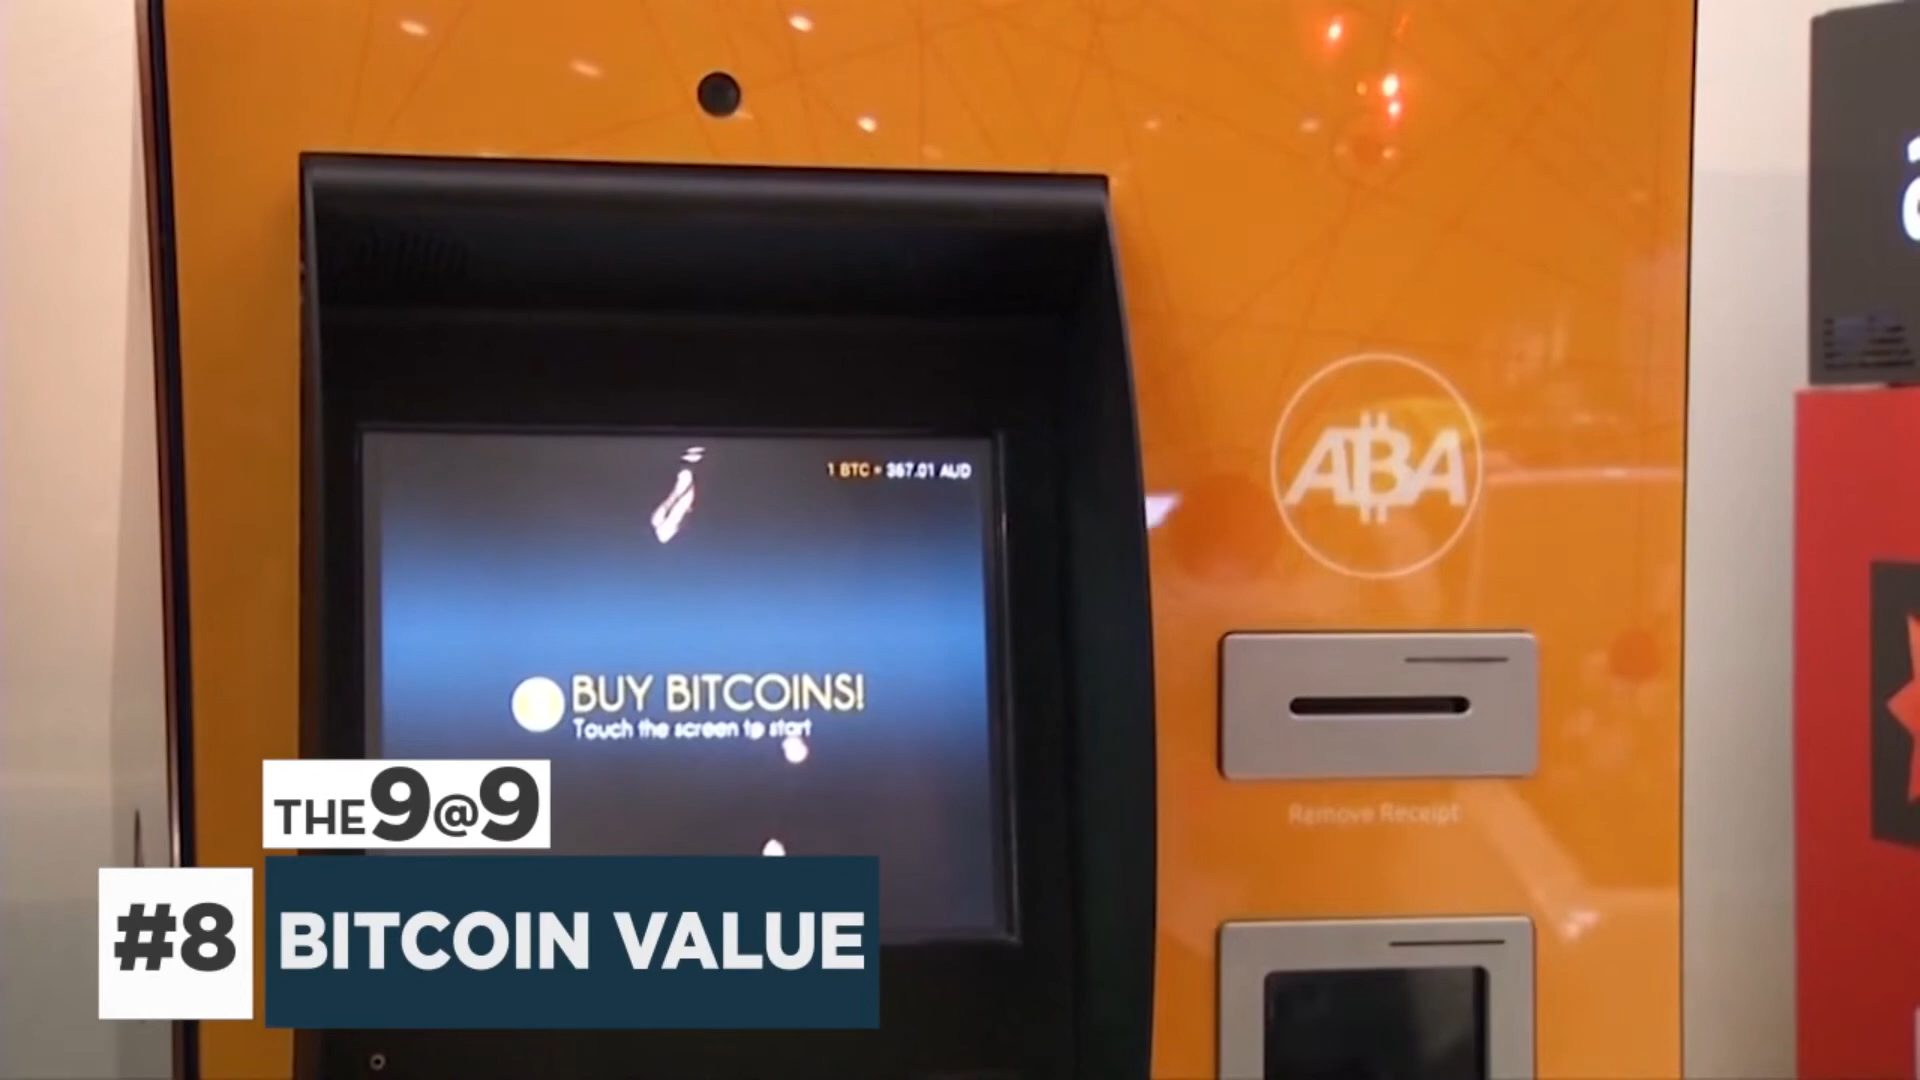 1 BTC = 367.01 AUD
ABA
BUY BITCOINS!
Touch the screen to start
Remove Receipt
THE 9@9
#8 BITCOIN VALUE